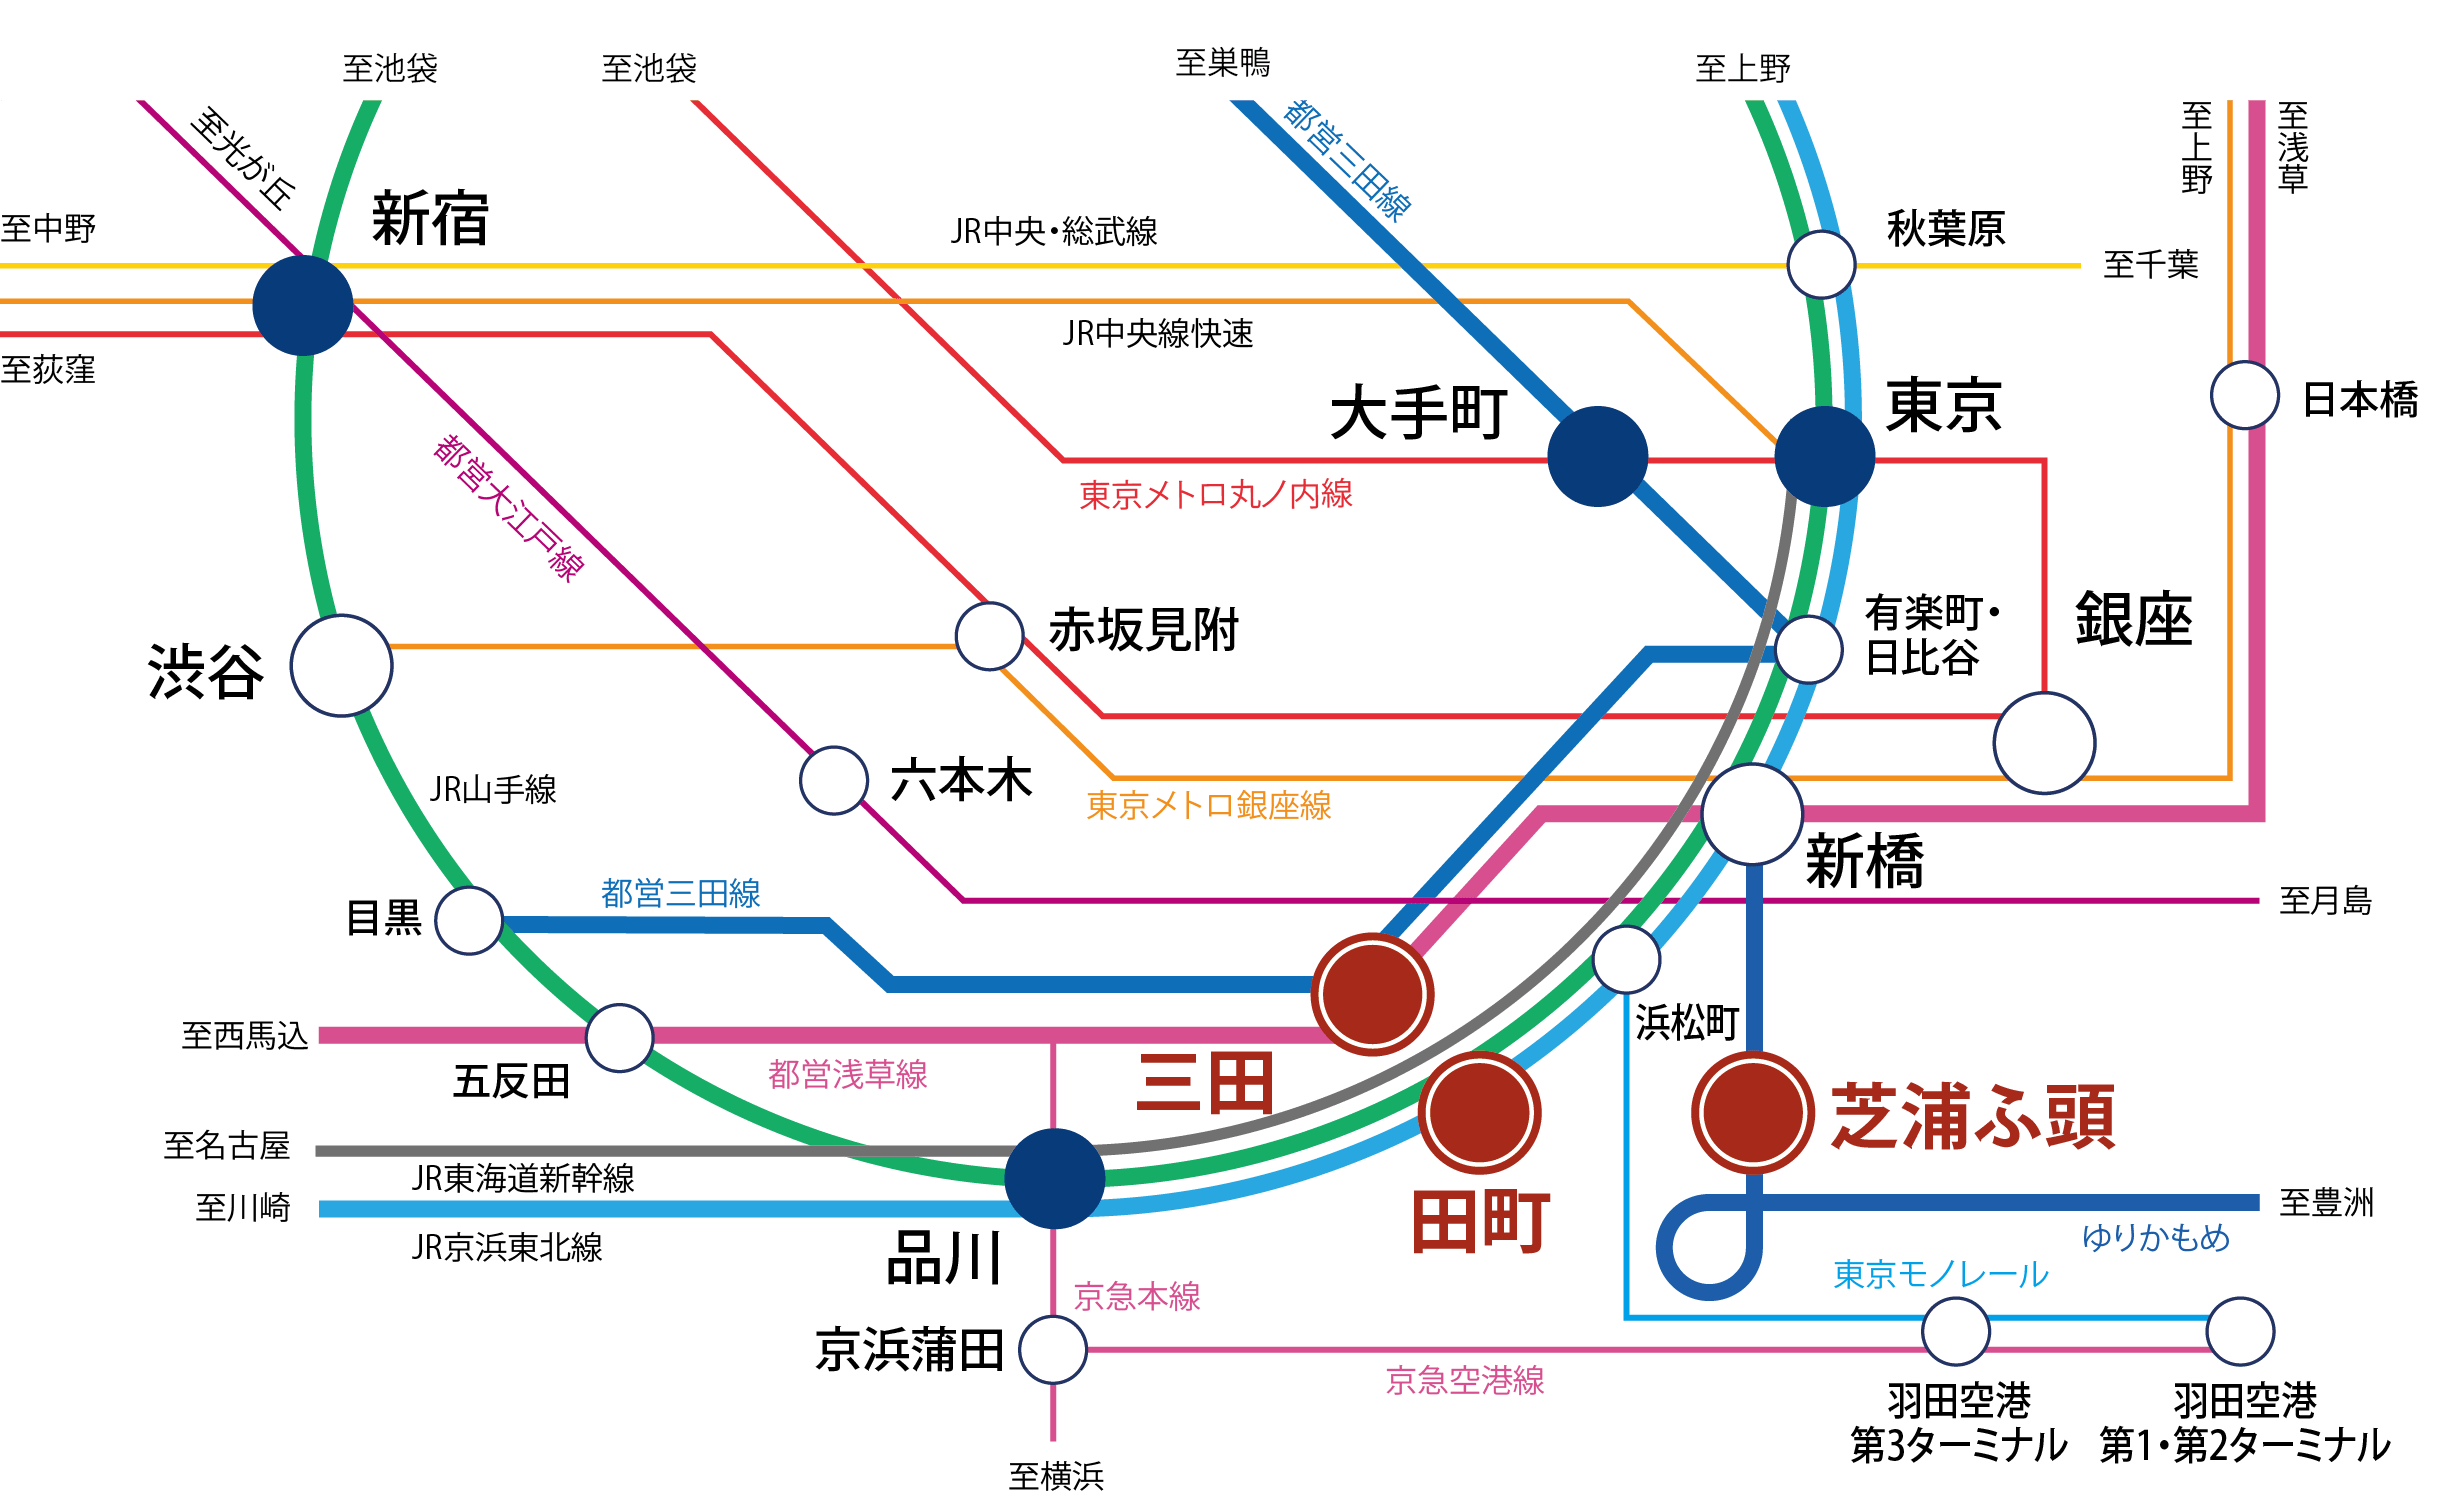 至池袋
至池袋
至巣鴨
至上野
至光が丘
都営三田線
至上野
至浅草
新宿
至中野
JR中央・総武線
秋葉原
至千葉
JR中央線快速
至荻窪
大手町
東京
日本橋
都営大江戸線
東京メトロ丸ノ内線
有楽町・
日比谷
銀座
赤坂見附
渋谷
六本木
JR山手線
東京メトロ銀座線
新橋
都営三田線
目黒
至月島
至西馬込
浜松町
五反田
都営浅草線
三田
芝浦ふ頭
至名古屋
JR東海道新幹線
至川崎
田町
至豊洲
JR京浜東北線
ゆりかもめ
品川
東京モノレール
京急本線
京浜蒲田
京急空港線
羽田空港
第3ターミナル
羽田空港
第1・第2ターミナル
至横浜